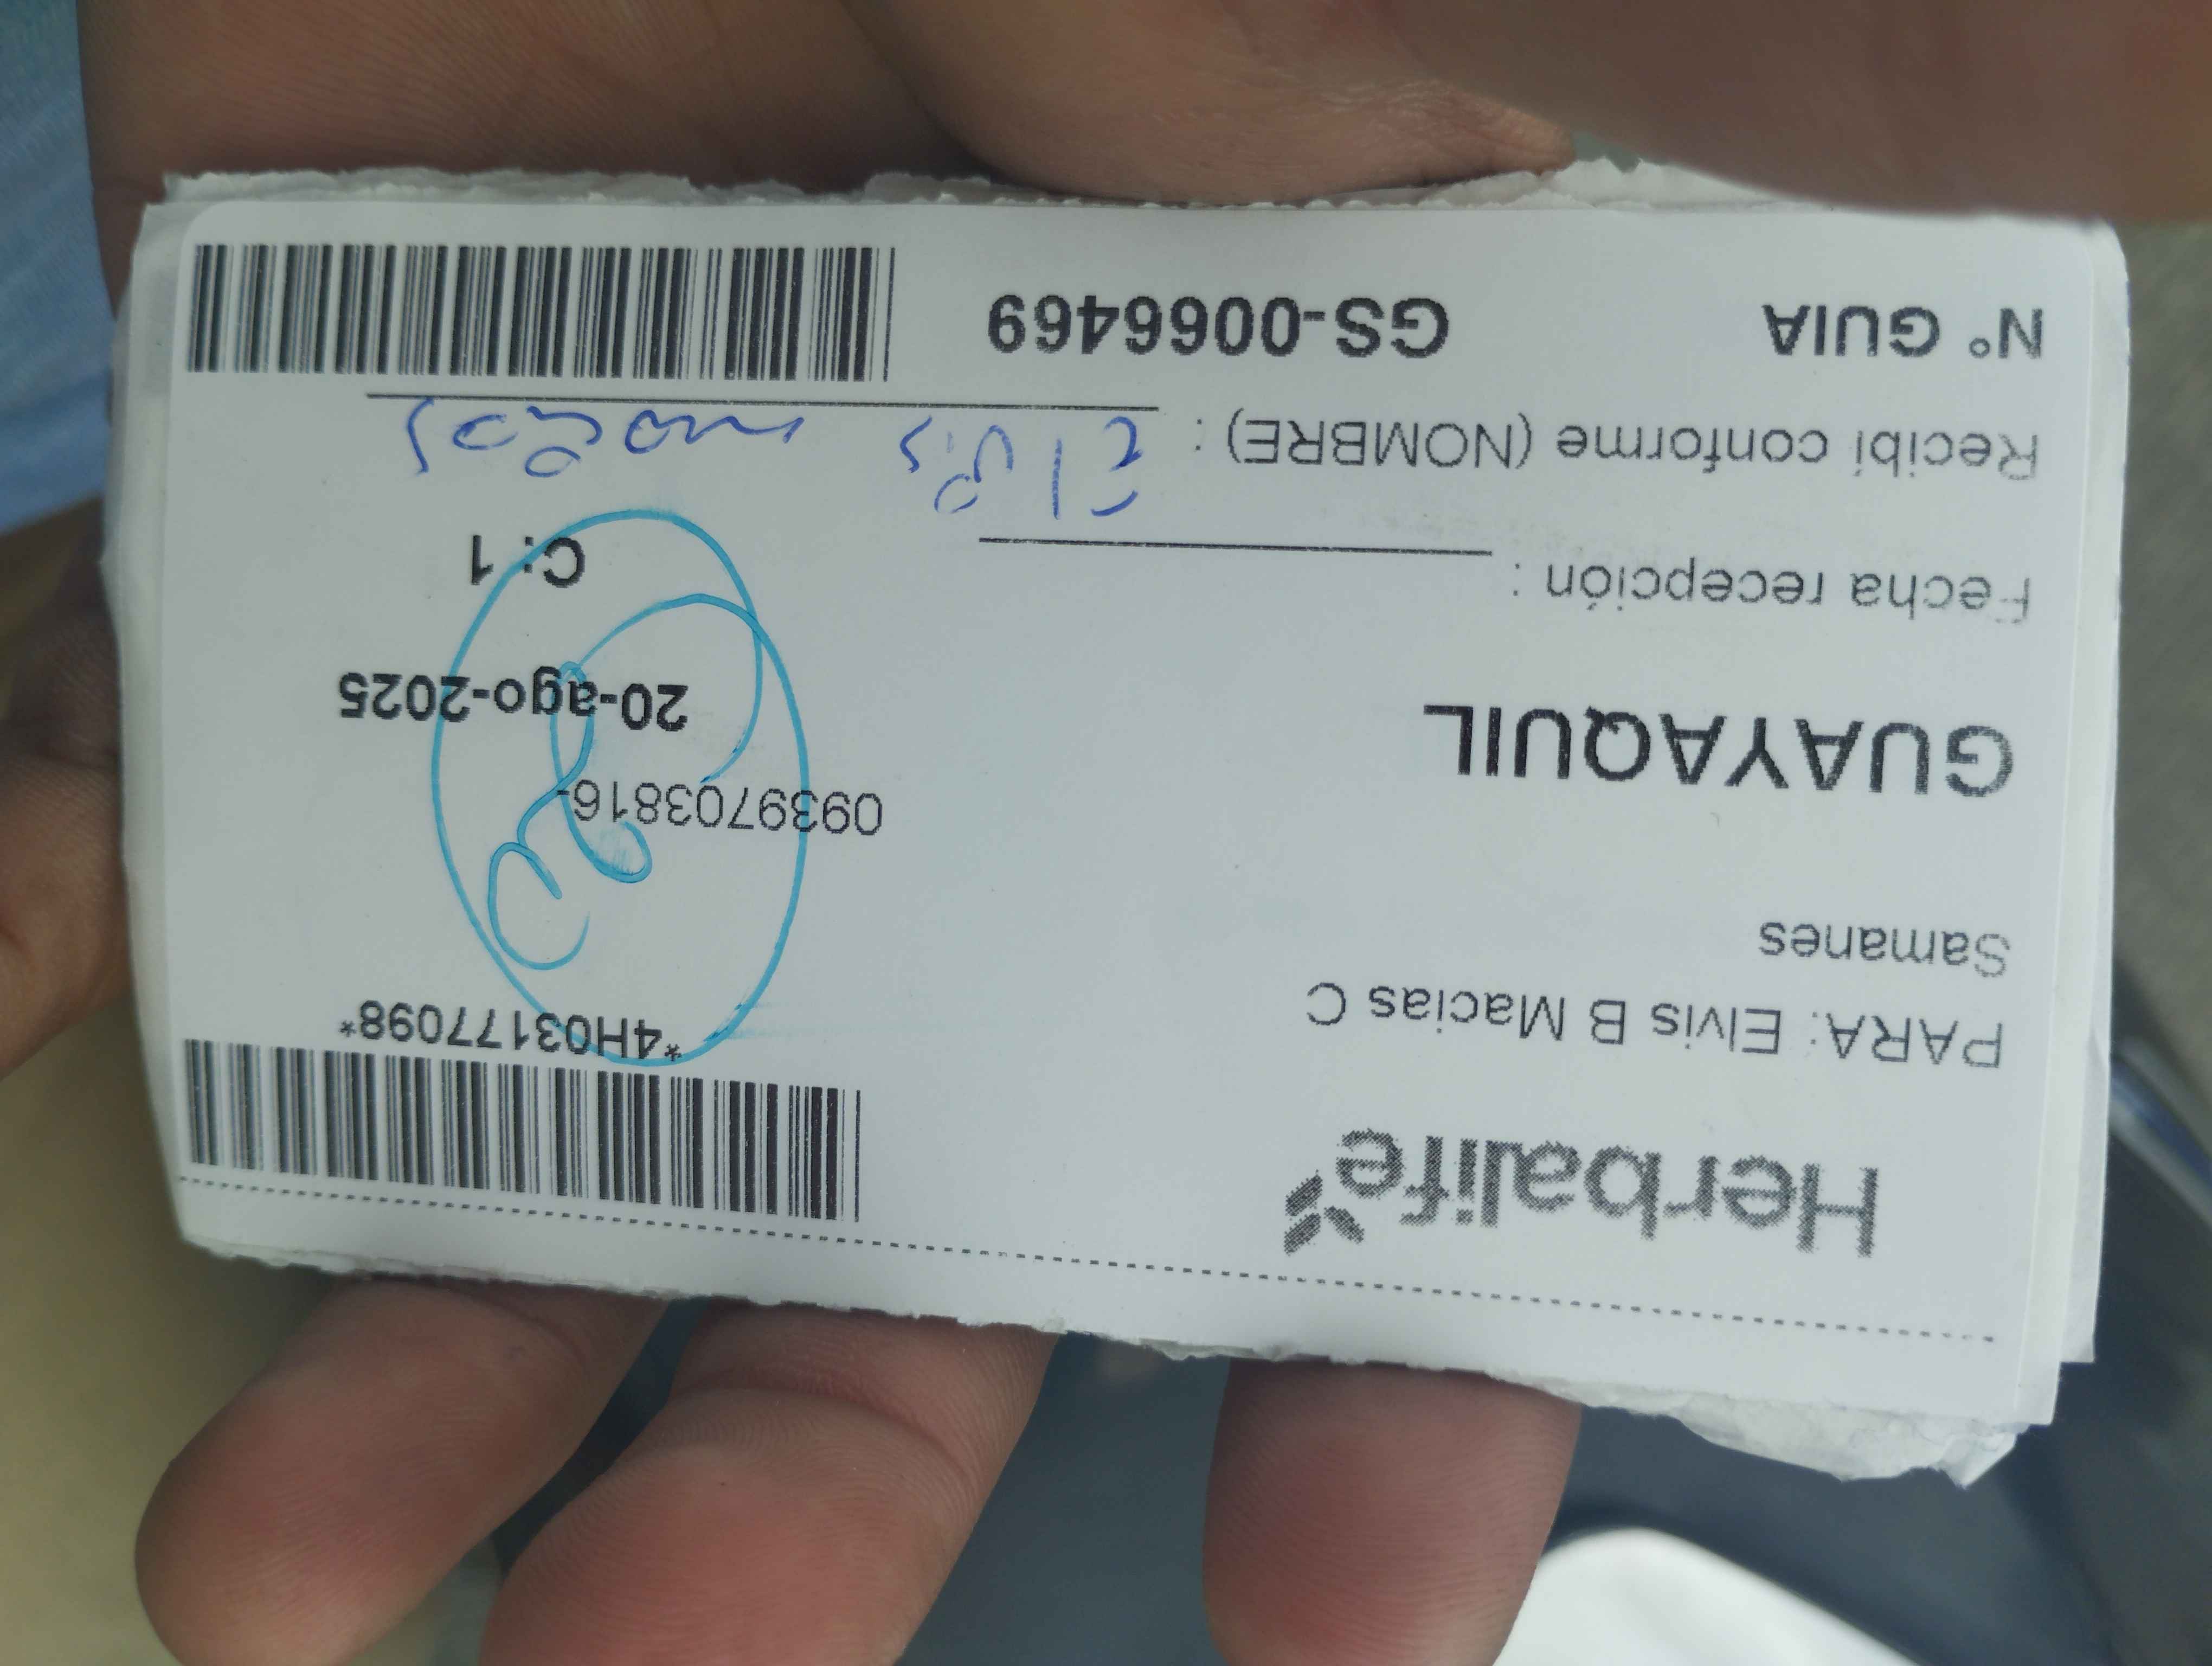 Herbalife
*4H03177098*
PARA: Elvis B Macias C
Samanes
0939703816-
GUAYAQUIL
20-ago-2025
C: 1
Fecha recepción :
Recibí conforme (NOMBRE) : Elvis macias
N° GUIA GS-0066469